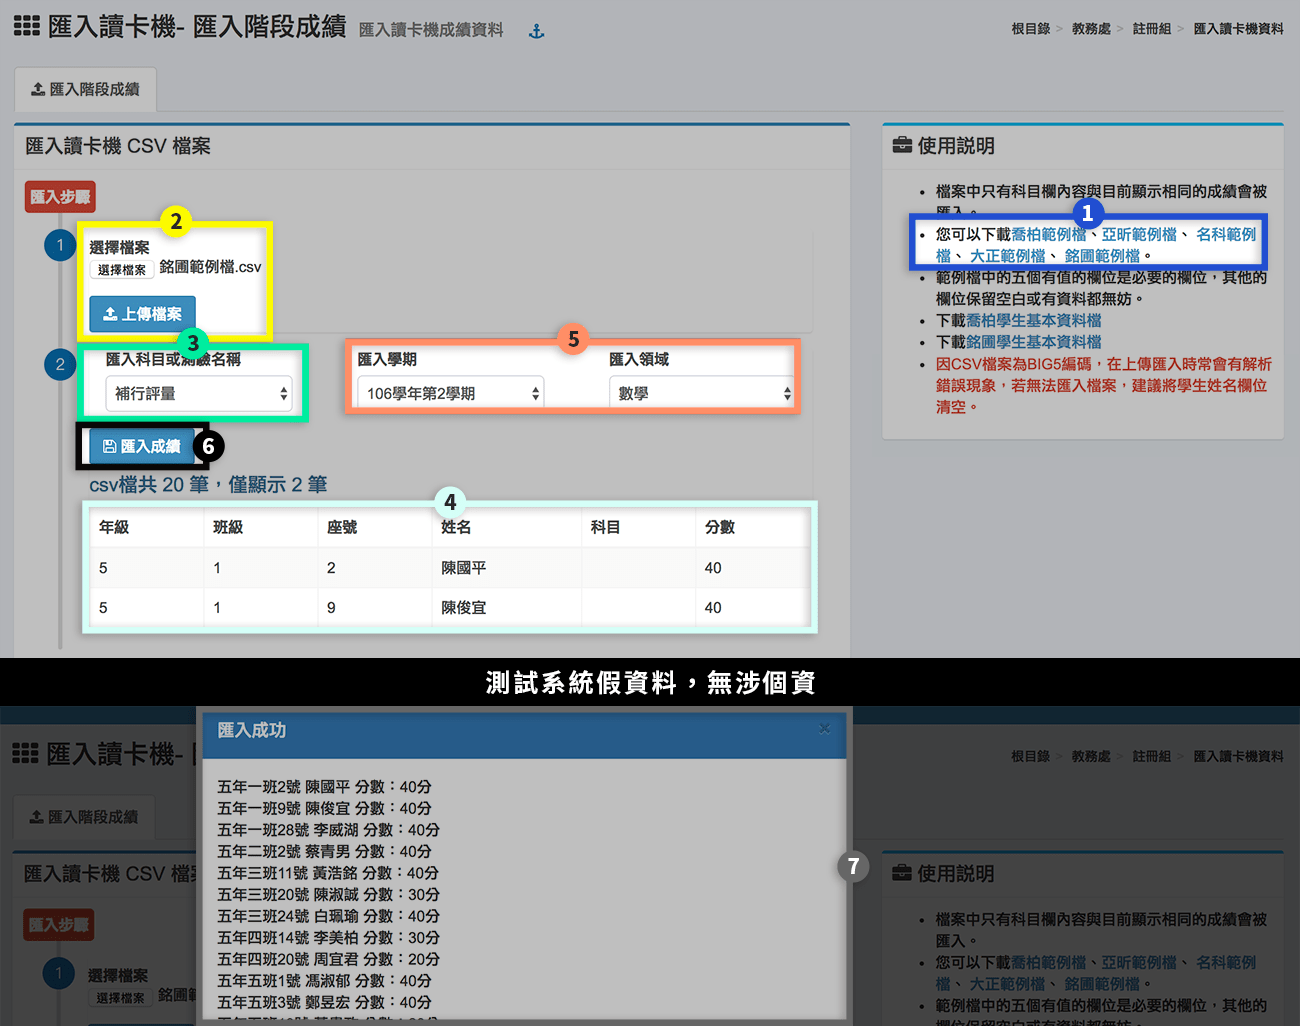 匯入讀卡機- 匯入階段成績 匯入讀卡機成績資料
根目錄 > 教務處 > 註冊組 > 匯入讀卡機資料
匯入階段成績
匯入讀卡機 CSV 檔案
匯入步驟
1
2
選擇檔案
選擇檔案 銘圃範例檔.csv
上傳檔案
2
3
匯入科目或測驗名稱
補行評量
5
匯入學期
106學年第2學期
匯入領域
數學
匯入成績
6
csv檔共 20 筆，僅顯示 2 筆
4
年級 班級 座號 姓名 科目 分數
5 1 2 陳國平 40
5 1 9 陳俊宜 40
使用説明
檔案中只有科目欄內容與目前顯示相同的成績會被
匯入。
1
您可以下載喬柏範例檔、亞昕範例檔、 名科範例
檔、 大正範例檔、 銘圃範例檔。
範例檔中的五個有值的欄位是必要的欄位，其他的
欄位保留空白或有資料都無妨。
下載喬柏學生基本資料檔
下載銘圃學生基本資料檔
因CSV檔案為BIG5編碼，在上傳匯入時常會有解析
錯誤現象，若無法匯入檔案，建議將學生姓名欄位
清空。
測試系統假資料，無涉個資
匯入讀卡機-
根目錄 > 教務處 > 註冊組 > 匯入讀卡機資料
匯入階段成績
匯入讀卡機 CSV 檔案
匯入步驟
1
選擇檔案
選擇檔案 銘圃
匯入成功
×
五年一班2號 陳國平 分數：40分
五年一班9號 陳俊宜 分數：40分
五年一班28號 李威湖 分數：40分
五年二班2號 蔡青男 分數：40分
五年三班11號 黃浩銘 分數：40分
五年三班20號 陳淑誠 分數：30分
五年三班24號 白珮瑜 分數：40分
五年四班14號 李美柏 分數：30分
五年四班20號 周宜君 分數：20分
五年五班1號 馮淑郁 分數：40分
五年五班3號 鄭昱宏 分數：40分
7
使用説明
檔案中只有科目欄內容與目前顯示相同的成績會被
匯入。
您可以下載喬柏範例檔、亞昕範例檔、 名科範例
檔、 大正範例檔、 銘圃範例檔。
範例檔中的五個有值的欄位是必要的欄位，其他的